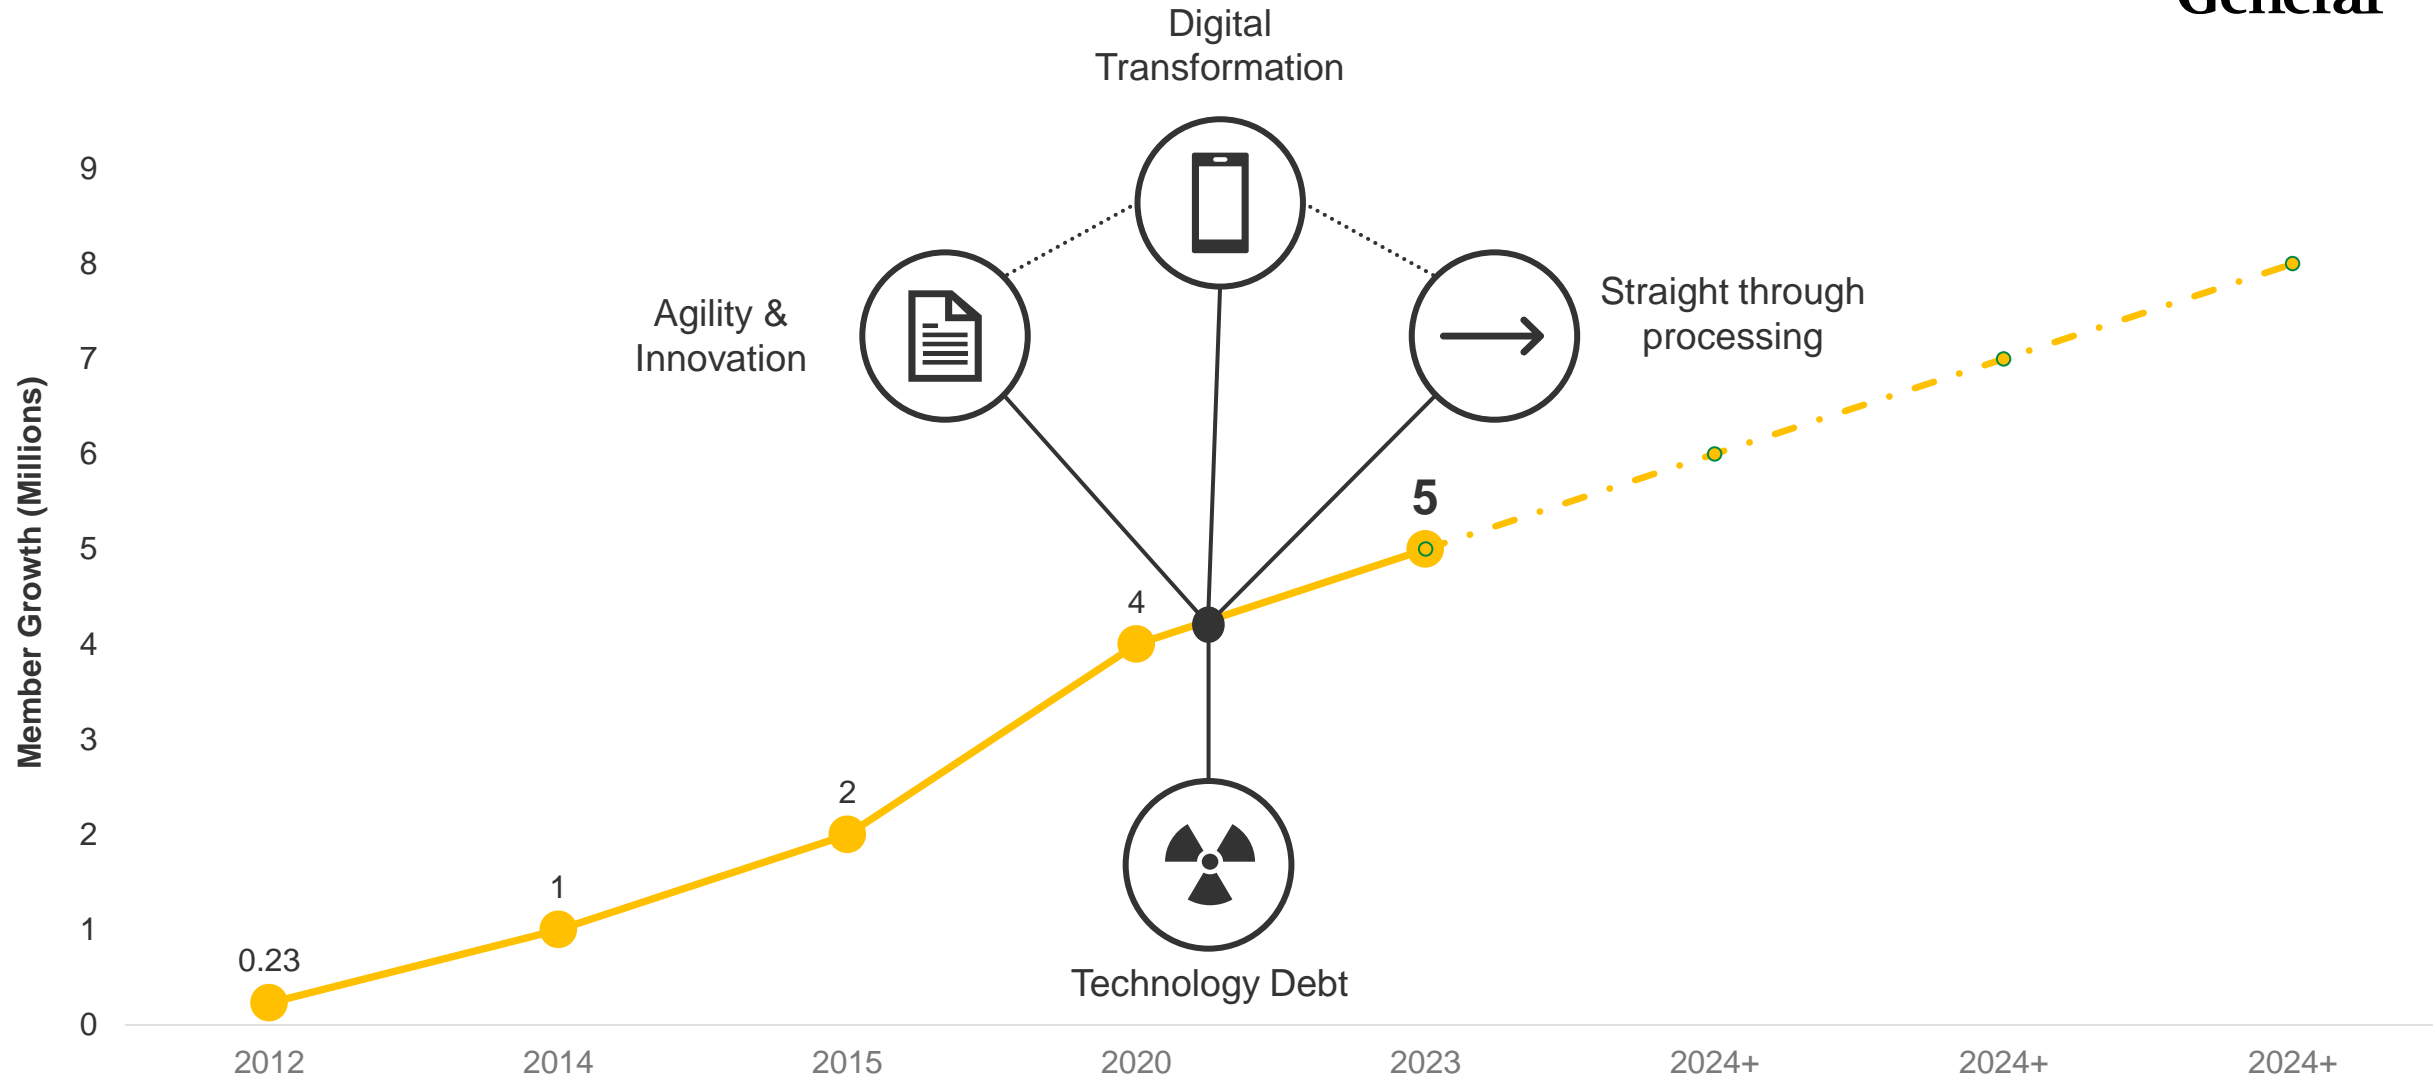 General
Digital
Transformation
Agility &
Innovation
Straight through
processing
Member Growth (Millions)
9
8
7
6
5
4
3
2
1
0
0.23
1
2
4
5
Technology Debt
2012
2014
2015
2020
2023
2024+
2024+
2024+